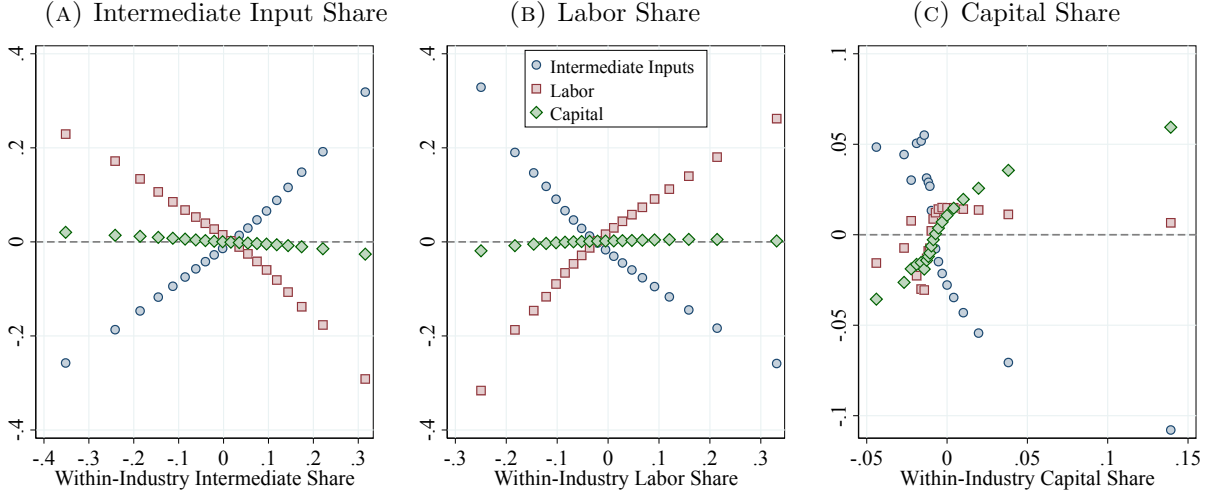 (A) Intermediate Input Share
.4
.2
0
-.2
-.4
-.4 -.3 -.2 -.1 0 .1 .2 .3
Within-Industry Intermediate Share
(B) Labor Share
Intermediate Inputs
Labor
Capital
.4
.2
0
-.2
-.4
-.3 -.2 -.1 0 .1 .2 .3
Within-Industry Labor Share
(C) Capital Share
.1
.05
0
-.05
-.1
-.05 0 .05 .1 .15
Within-Industry Capital Share